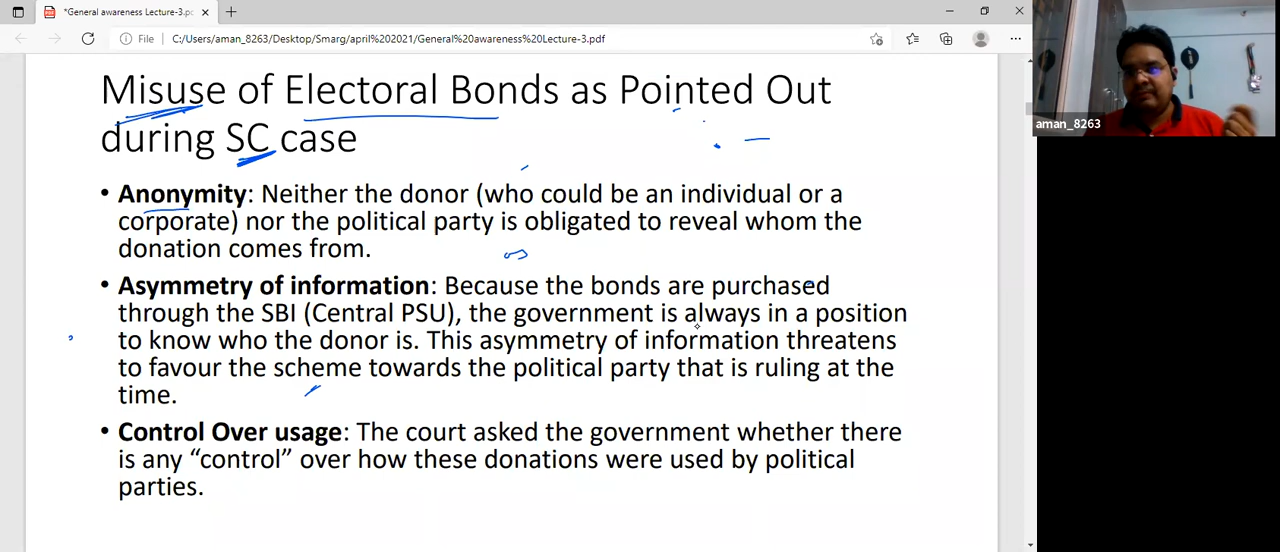 *General awareness Lecture-3.pc
File
C:/Users/aman_8263/Desktop/Smarg/april%202021/General%20awareness%20Lecture-3.pdf
aman_8263
Misuse of Electoral Bonds as Pointed Out
during SC case
• Anonymity: Neither the donor (who could be an individual or a
corporate) nor the political party is obligated to reveal whom the
donation comes from.
• Asymmetry of information: Because the bonds are purchased
through the SBI (Central PSU), the government is always in a position
to know who the donor is. This asymmetry of information threatens
to favour the scheme towards the political party that is ruling at the
time.
• Control Over usage: The court asked the government whether there
is any “control” over how these donations were used by political
parties.